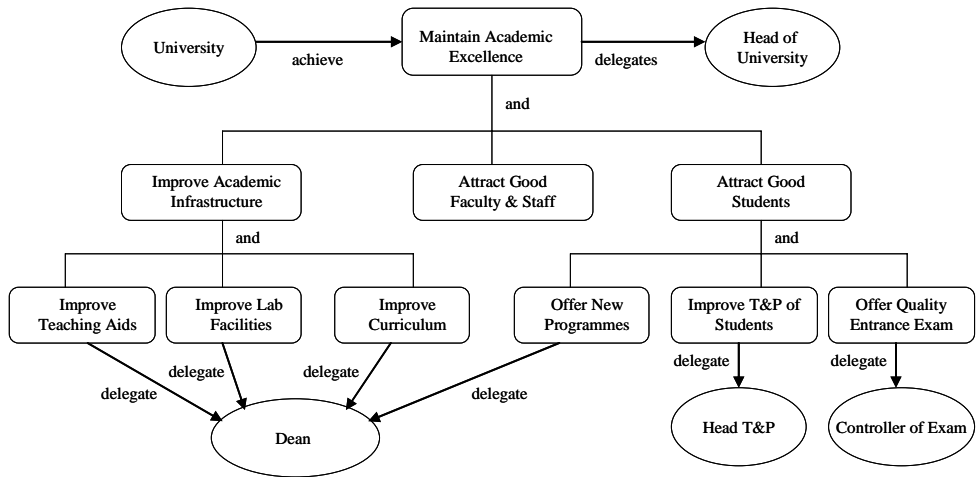 University
achieve
Maintain Academic
Excellence
delegates
Head of
University
and
Improve Academic
Infrastructure
Attract Good
Faculty & Staff
Attract Good
Students
and
and
Improve
Teaching Aids
Improve Lab
Facilities
Improve
Curriculum
Offer New
Programmes
Improve T&P of
Students
Offer Quality
Entrance Exam
delegate
delegate
delegate
delegate
delegate
delegate
Dean
Head T&P
Controller of Exam